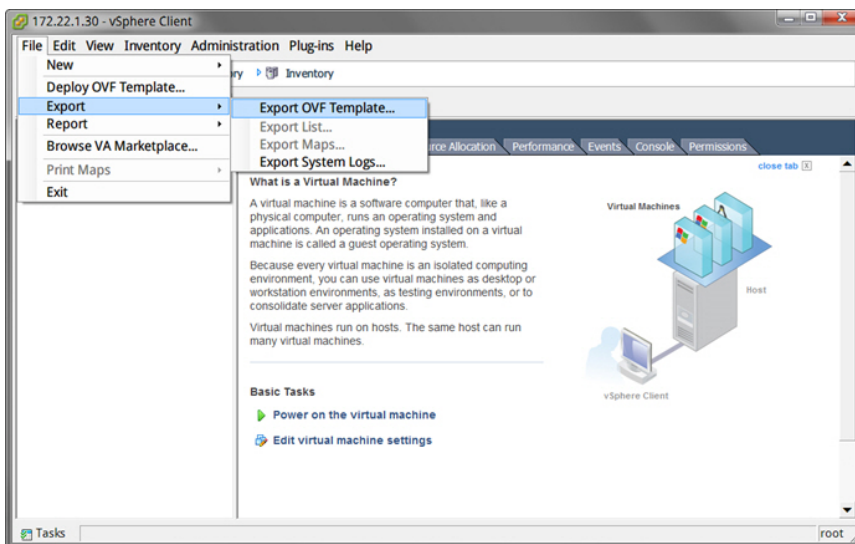 172.22.1.30 - vSphere Client
File Edit View Inventory Administration Plug-ins Help
New
Inventory
Deploy OVF Template...
Export
Export OVF Template...
Report
Export List...
Browse VA Marketplace...
Export Maps...
Performance Events Console Permissions
Print Maps
Export System Logs...
close tab
Exit
What is a Virtual Machine?
A virtual machine is a software computer that, like a
physical computer, runs an operating system and
applications. An operating system installed on a virtual
machine is called a guest operating system.
Because every virtual machine is an isolated computing
environment, you can use virtual machines as desktop or
workstation environments, as testing environments, or to
consolidate server applications.
Virtual machines run on hosts. The same host can run
many virtual machines.
Virtual Machines
Host
vSphere Client
Basic Tasks
Power on the virtual machine
Edit virtual machine settings
Tasks
root